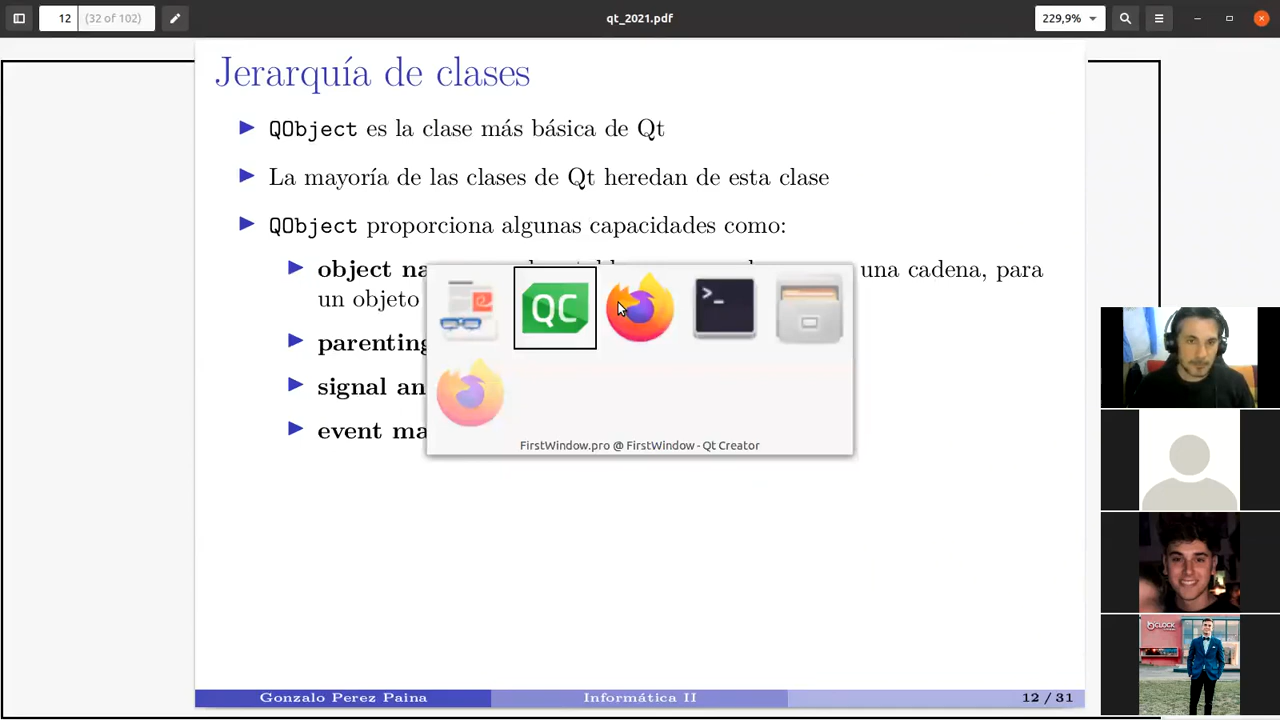 12 (32 of 102) qt_2021.pdf 229,9%
Jerarquía de clases
QObject es la clase más básica de Qt
La mayoría de las clases de Qt heredan de esta clase
QObject proporciona algunas capacidades como:
object na una cadena, para
un objeto
parenting
signal an
event ma
QC
FirstWindow.pro @ FirstWindow - Qt Creator
CLOCK
Gonzalo Perez Paina Informática II 12 / 31